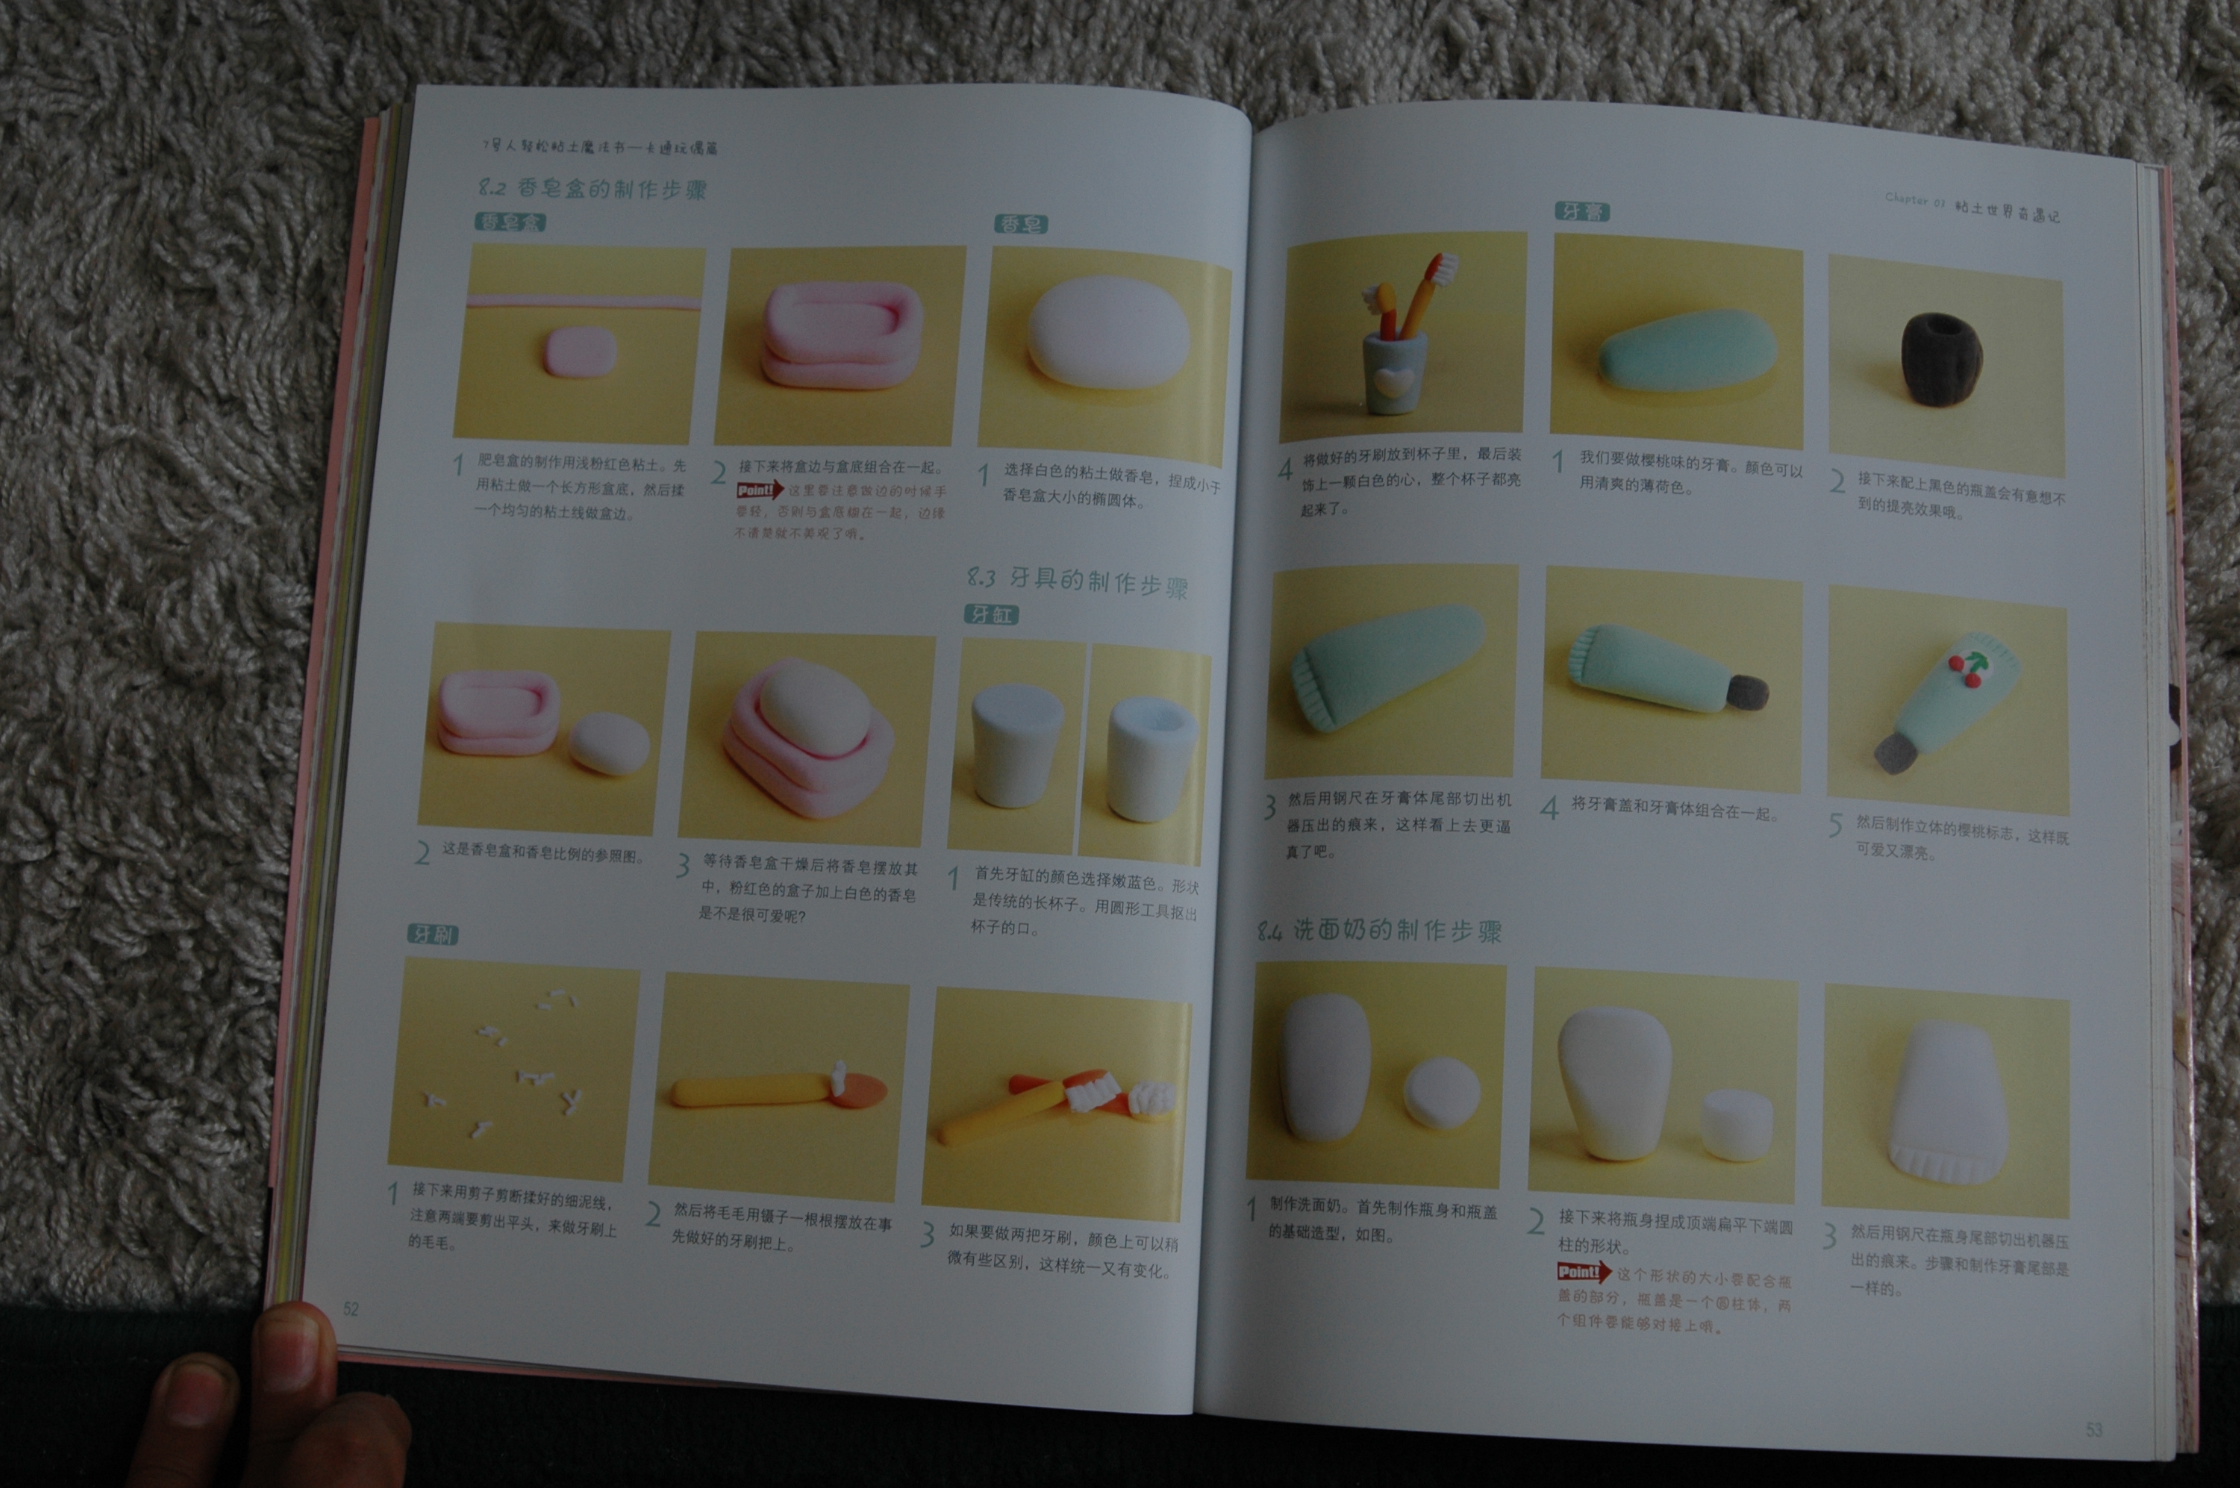 7号人轻松粘土魔法书—卡通玩偶篇
8.2 香皂盒的制作步骤
香皂盒
1 肥皂盒的制作用浅粉红色粘土。先
用粘土做一个长方形盒底，然后揉
一个均匀的粘土线做盒边。
2 接下来将盒边与盒底组合在一起。
Point! 这里要注意做边的时候手
要轻，否则与盒底糊在一起，边缘
不清楚就不美观了哦。
香皂
1 选择白色的粘土做香皂，捏成小于
香皂盒大小的椭圆体。
2 这是香皂盒和香皂比例的参照图。
3 等待香皂盒干燥后将香皂摆放其
中，粉红色的盒子加上白色的香皂
是不是很可爱呢？
8.3 牙具的制作步骤
牙缸
1 首先牙缸的颜色选择嫩蓝色。形状
是传统的长杯子。用圆形工具抠出
杯子的口。
牙刷
1 接下来用剪子剪断揉好的细泥线，
注意两端要剪出平头，来做牙刷上
的毛毛。
2 然后将毛毛用镊子一根根摆放在事
先做好的牙刷把上。
3 如果要做两把牙刷，颜色上可以稍
微有些区别，这样统一又有变化。
52
Chapter 01 粘土世界奇遇记
4 将做好的牙刷放到杯子里，最后装
饰上一颗白色的心，整个杯子都亮
起来了。
牙膏
1 我们要做樱桃味的牙膏。颜色可以
用清爽的薄荷色。
2 接下来配上黑色的瓶盖会有意想不
到的提亮效果哦。
3 然后用钢尺在牙膏体尾部切出机
器压出的痕来，这样看上去更逼
真了吧。
4 将牙膏盖和牙膏体组合在一起。
5 然后制作立体的樱桃标志，这样既
可爱又漂亮。
8.4 洗面奶的制作步骤
1 制作洗面奶。首先制作瓶身和瓶盖
的基础造型，如图。
2 接下来将瓶身捏成顶端扁平下端圆
柱的形状。
Point! 这个形状的大小要配合瓶
盖的部分，瓶盖是一个圆柱体，两
个组件要能够对接上哦。
3 然后用钢尺在瓶身尾部切出机器压
出的痕来。步骤和制作牙膏尾部是
一样的。
53